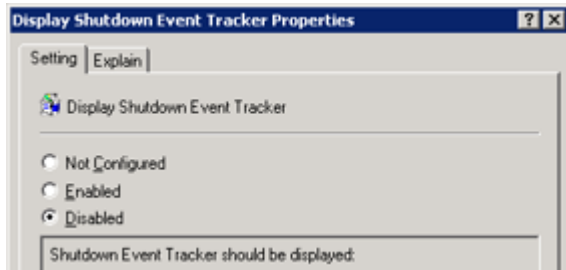 Display Shutdown Event Tracker Properties
Setting Explain
Display Shutdown Event Tracker
Not Configured
Enabled
Disabled
Shutdown Event Tracker should be displayed: